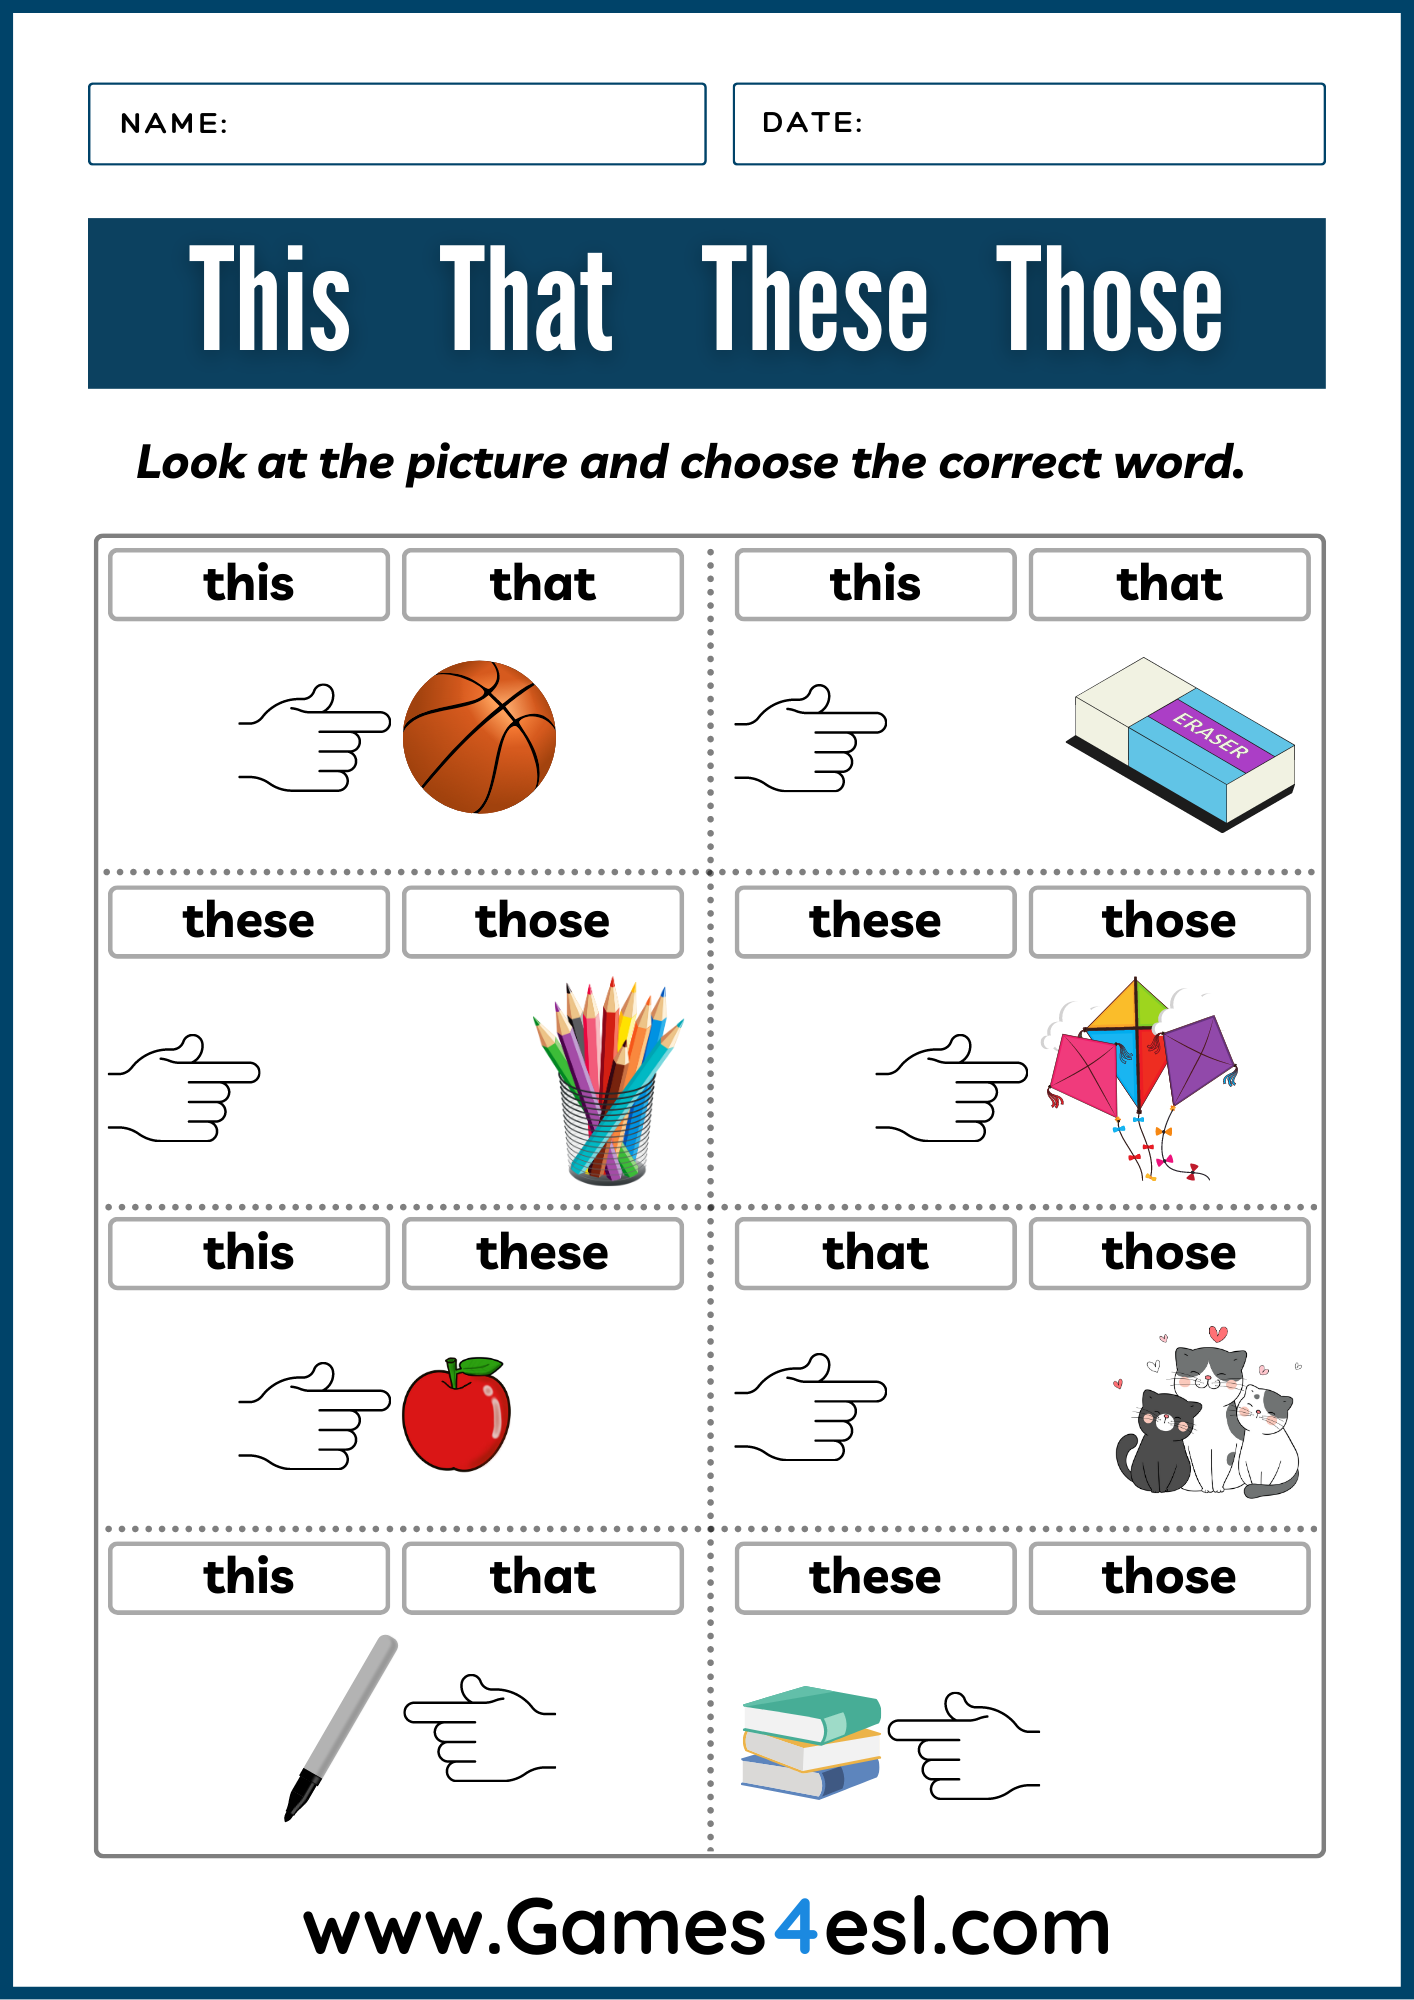 NAME:
DATE:
This That These Those
Look at the picture and choose the correct word.
this that this that
ERASER
these those these those
this these that those
this that these those
www.Games4esl.com